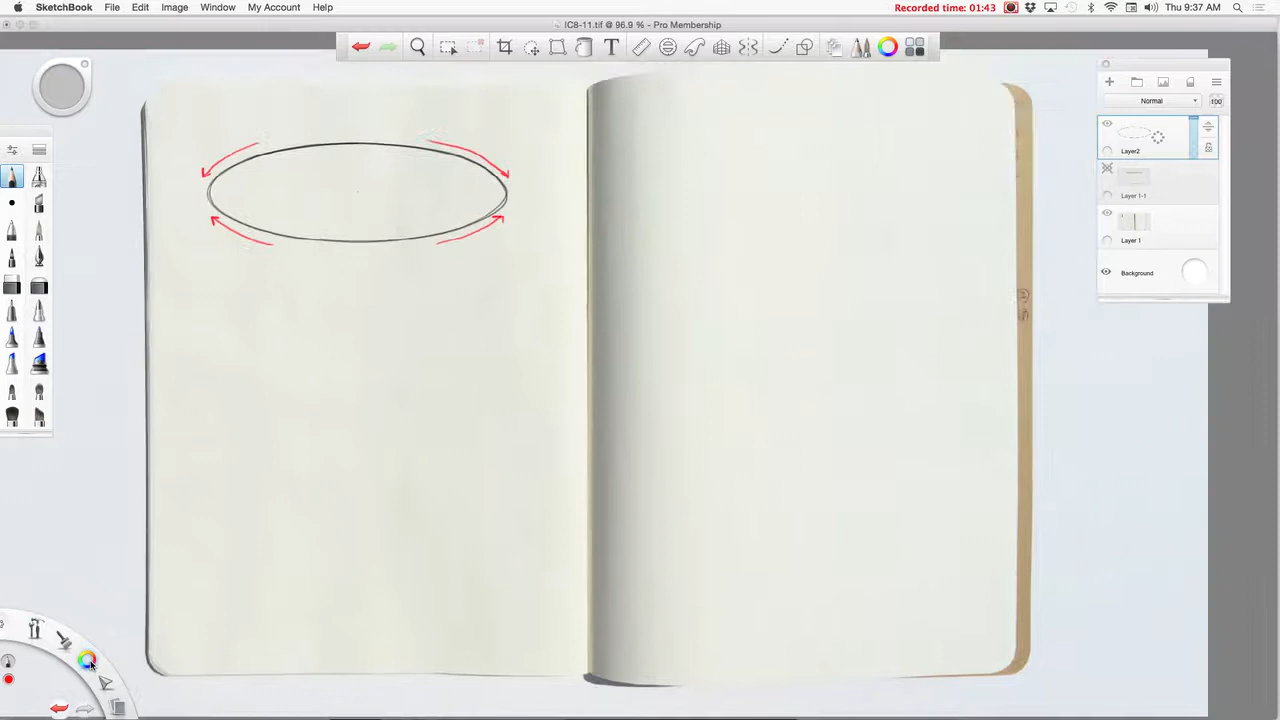 SketchBook File Edit Image Window My Account Help
Recorded time: 01:43
Thu 9:37 AM
!C8-11.tif @ 96.9 % - Pro Membership
T
Normal
100
Layer2
Layer 1-1
Layer 1
Background